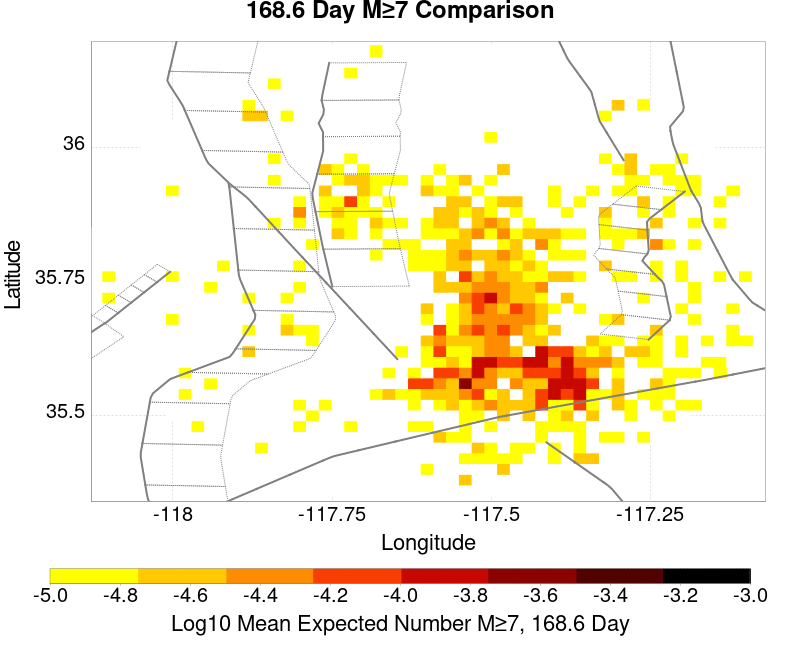 168.6 Day M≥7 Comparison
36
35.75
35.5
Latitude
-118 -117.75 -117.5 -117.25
Longitude
-5.0 -4.8 -4.6 -4.4 -4.2 -4.0 -3.8 -3.6 -3.4 -3.2 -3.0
Log10 Mean Expected Number M≥7, 168.6 Day